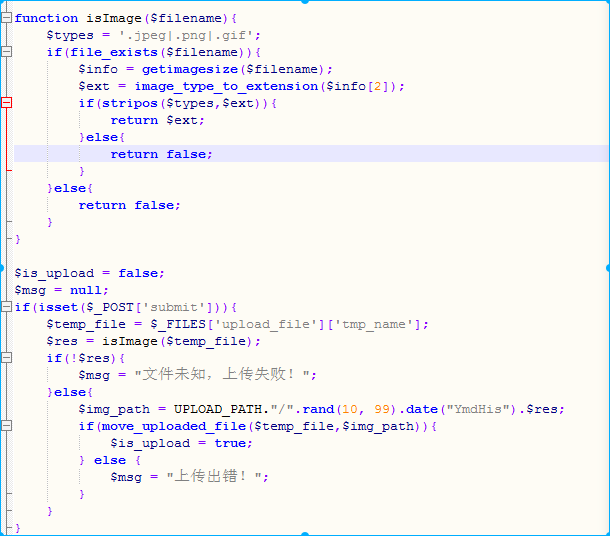 function isImage($filename){
    $types = '.jpeg|.png|.gif';
    if(file_exists($filename)){
        $info = getimagesize($filename);
        $ext = image_type_to_extension($info[2]);
        if(stripos($types,$ext)){
            return $ext;
        }else{
            return false;
        }
    }else{
        return false;
    }
}

$is_upload = false;
$msg = null;
if(isset($_POST['submit'])){
    $temp_file = $_FILES['upload_file']['tmp_name'];
    $res = isImage($temp_file);
    if(!$res){
        $msg = "文件未知，上传失败！";
    }else{
        $img_path = UPLOAD_PATH."/".rand(10, 99).date("YmdHis").$res;
        if(move_uploaded_file($temp_file,$img_path)){
            $is_upload = true;
        } else {
            $msg = "上传出错！";
        }
    }
}